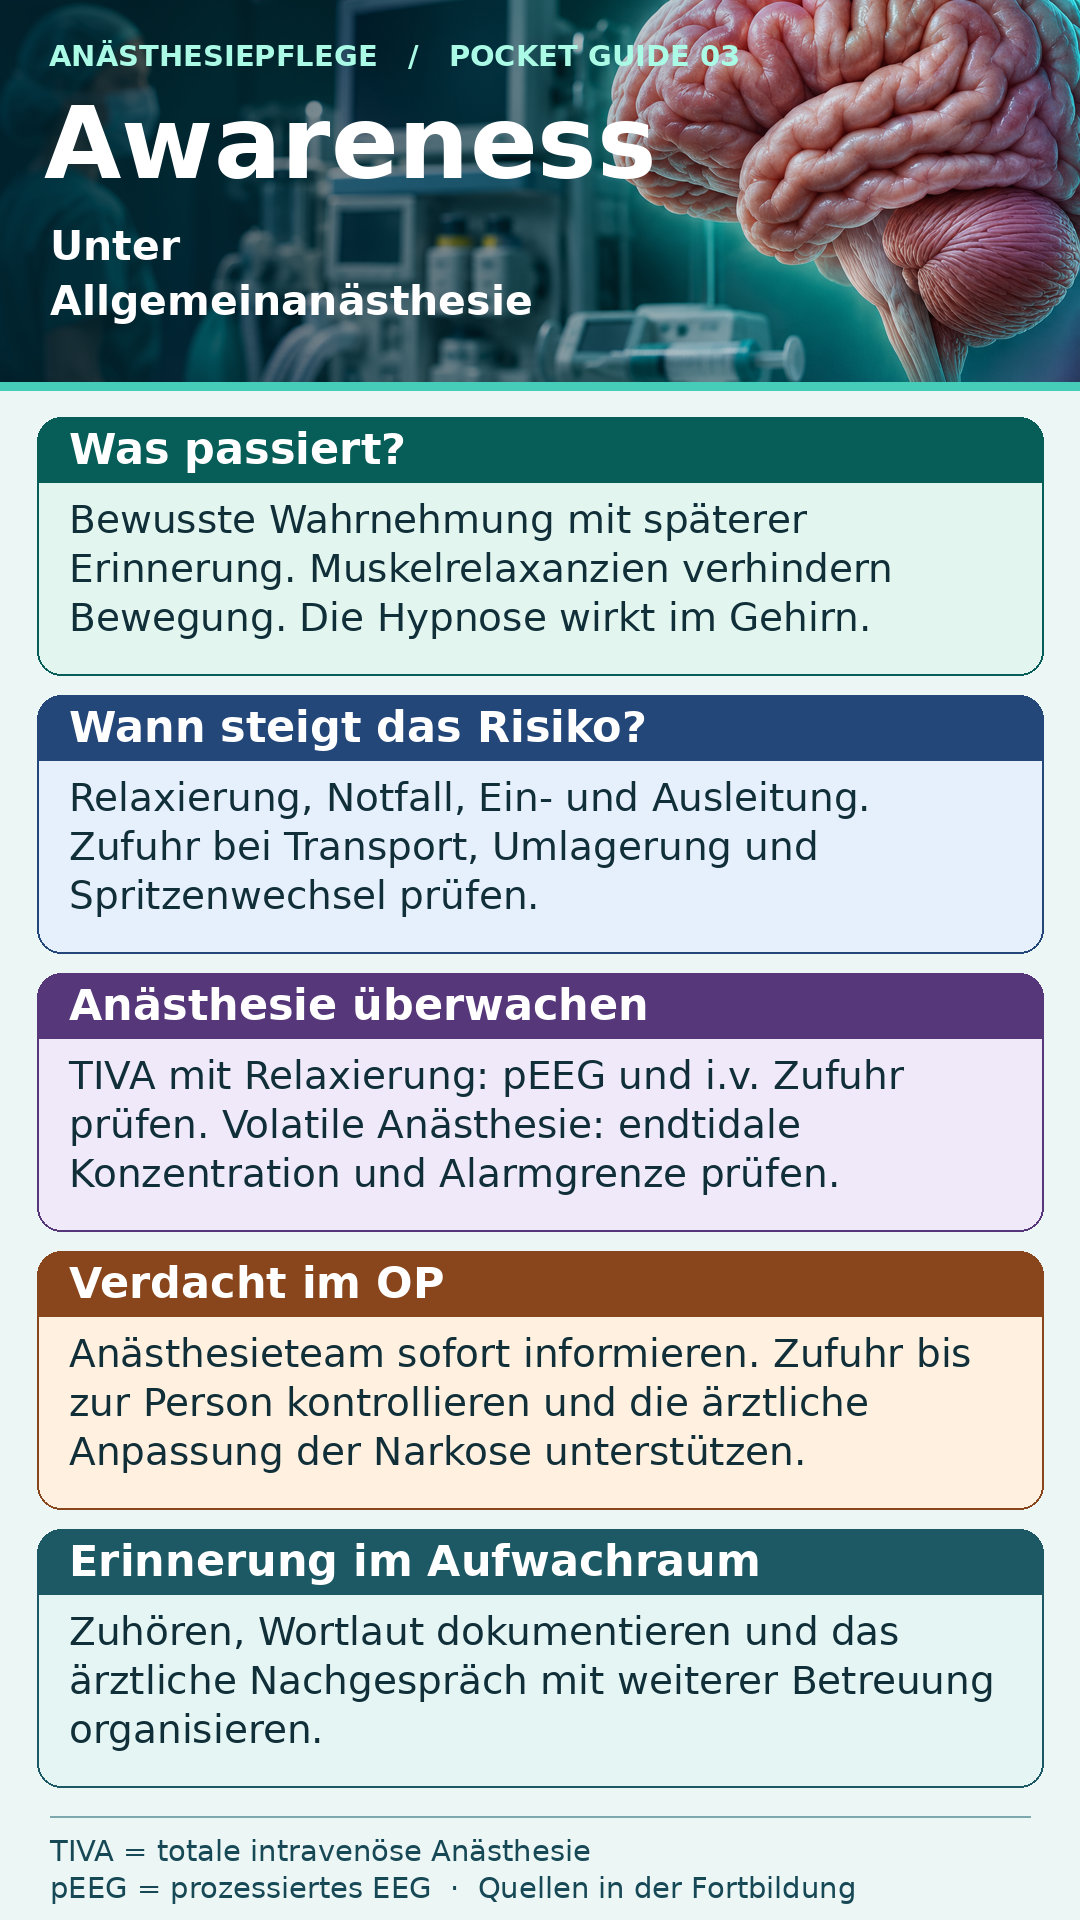 ANÄSTHESIEPFLEGE / POCKET GUIDE 03
Awareness
Unter
Allgemeinanästhesie
Was passiert?
Bewusste Wahrnehmung mit späterer
Erinnerung. Muskelrelaxanzien verhindern
Bewegung. Die Hypnose wirkt im Gehirn.
Wann steigt das Risiko?
Relaxierung, Notfall, Ein- und Ausleitung.
Zufuhr bei Transport, Umlagerung und
Spritzenwechsel prüfen.
Anästhesie überwachen
TIVA mit Relaxierung: pEEG und i.v. Zufuhr
prüfen. Volatile Anästhesie: endtidale
Konzentration und Alarmgrenze prüfen.
Verdacht im OP
Anästhesieteam sofort informieren. Zufuhr bis
zur Person kontrollieren und die ärztliche
Anpassung der Narkose unterstützen.
Erinnerung im Aufwachraum
Zuhören, Wortlaut dokumentieren und das
ärztliche Nachgespräch mit weiterer Betreuung
organisieren.
TIVA = totale intravenöse Anästhesie
pEEG = prozessiertes EEG · Quellen in der Fortbildung